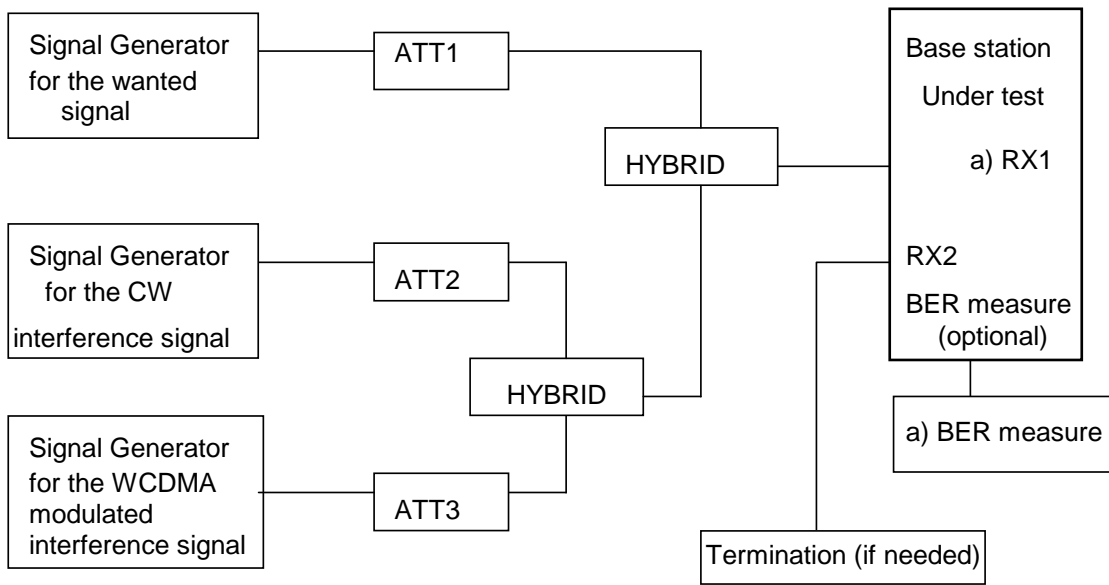 Signal Generator
for the wanted
signal
ATT1
HYBRID
Base station
Under test
a) RX1
RX2
BER measure
(optional)
Signal Generator
for the CW
interference signal
ATT2
HYBRID
Signal Generator
for the WCDMA
modulated
interference signal
ATT3
a) BER measure
Termination (if needed)